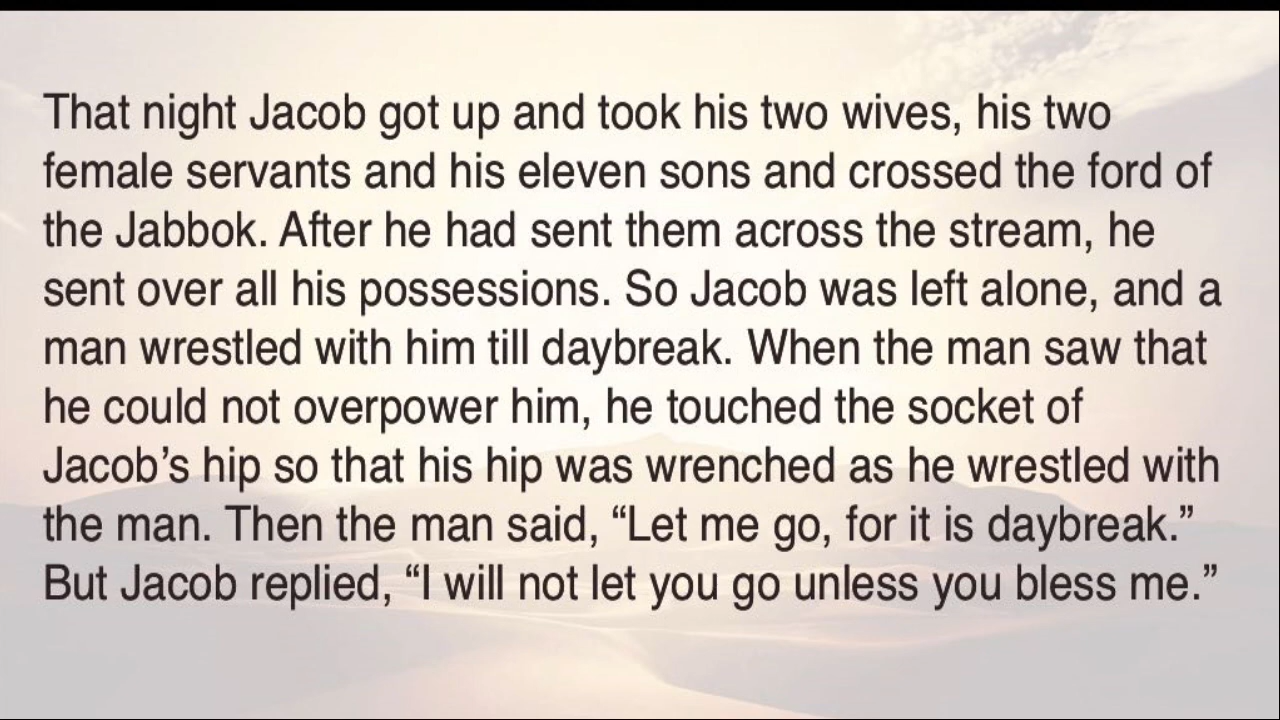 That night Jacob got up and took his two wives, his two
female servants and his eleven sons and crossed the ford of
the Jabbok. After he had sent them across the stream, he
sent over all his possessions. So Jacob was left alone, and a
man wrestled with him till daybreak. When the man saw that
he could not overpower him, he touched the socket of
Jacob’s hip so that his hip was wrenched as he wrestled with
the man. Then the man said, “Let me go, for it is daybreak.”
But Jacob replied, “I will not let you go unless you bless me.”